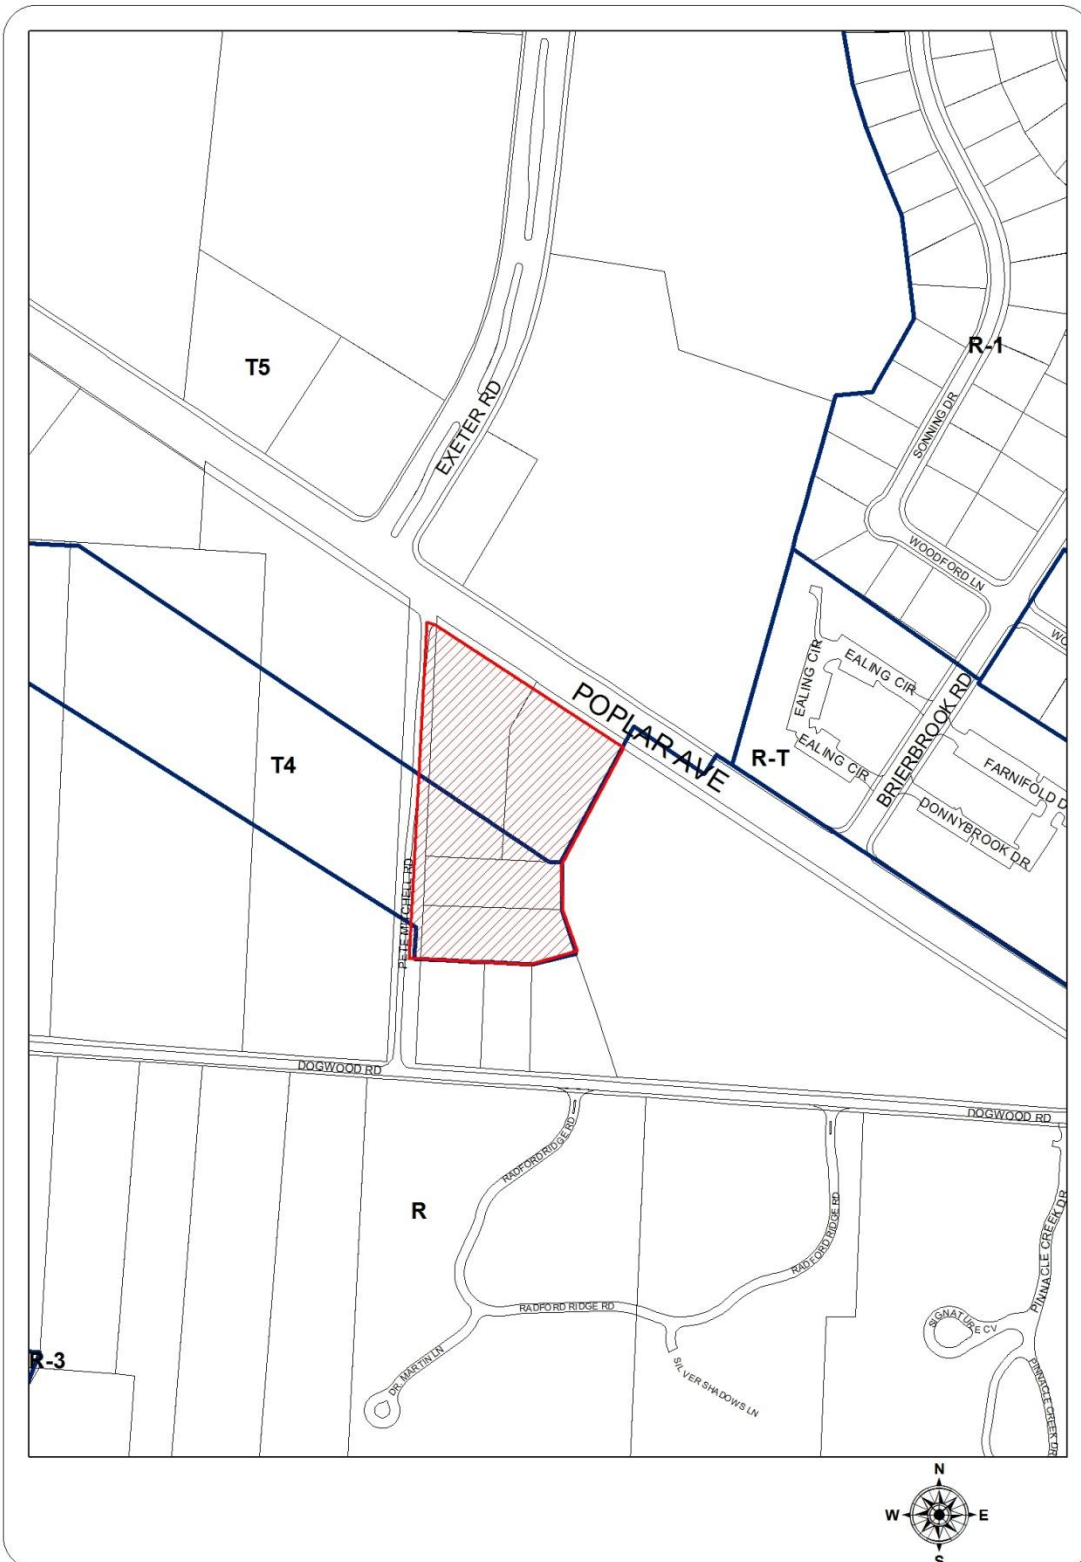 R-1
T5
EXETER RD
SONNING DR
WOODFORD LN
WO
EALING CIR
EALING CIR
EALING CIR
BRIERBROOK RD
POPLAR AVE
R-T
T4
FARNIFOLD D
DONNYBROOK DR
PETE MITCHELL RD
DOGWOOD RD
DOGWOOD RD
RADFORD RIDGE RD
R
RADFORD RIDGE RD
PINNACLE CREEK DR
RADFORD RIDGE RD
SIGNATURE CV
R-3
DR. MARTIN LN
SILVER SHADOWS LN
PINNACLE CREEK DR
N
W E
S